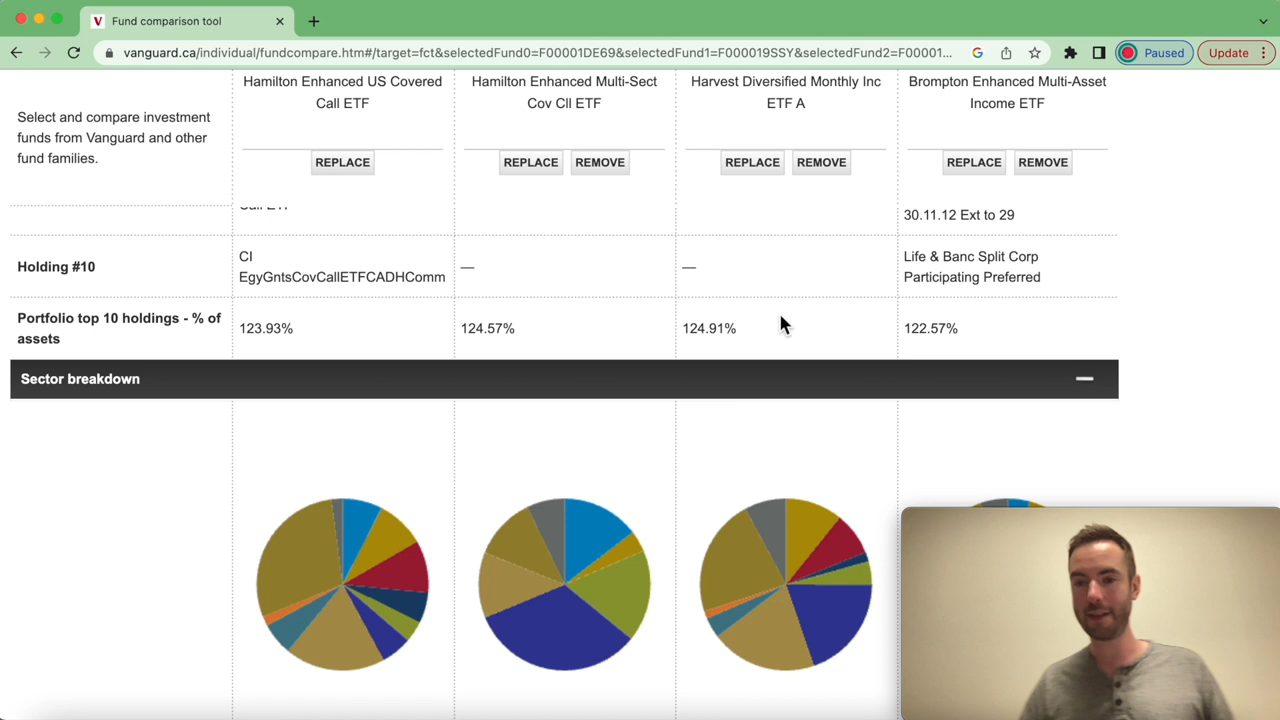 Fund comparison tool
vanguard.ca/individual/fundcompare.htm#/target=fct&selectedFund0=F00001DE69&selectedFund1=F000019SSY&selectedFund2=F00001...
Paused
Update
Select and compare investment
funds from Vanguard and other
fund families.
Hamilton Enhanced US Covered
Call ETF
REPLACE
Hamilton Enhanced Multi-Sect
Cov Cll ETF
REPLACE REMOVE
Harvest Diversified Monthly Inc
ETF A
REPLACE REMOVE
Brompton Enhanced Multi-Asset
Income ETF
REPLACE REMOVE
Call ETF
30.11.12 Ext to 29
Holding #10
CI
EgyGntsCovCallETFCADHComm
—
—
Life & Banc Split Corp
Participating Preferred
Portfolio top 10 holdings - % of
assets
123.93%
124.57%
124.91%
122.57%
Sector breakdown